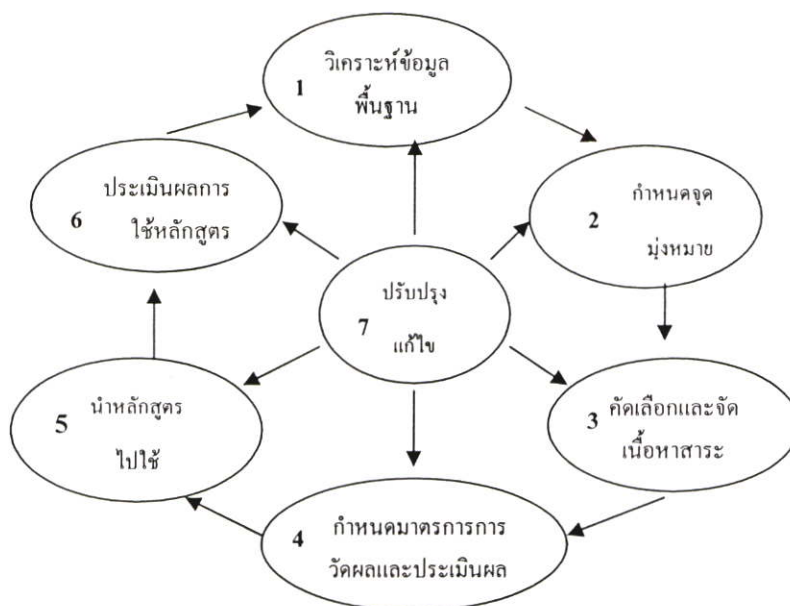 1 วิเคราะห์ข้อมูล
พื้นฐาน
2 กำหนดจุด
มุ่งหมาย
3 คัดเลือกและจัด
เนื้อหาสาระ
4 กำหนดมาตรการการ
วัดผลและประเมินผล
5 นำหลักสูตร
ไปใช้
6 ประเมินผลการ
ใช้หลักสูตร
7 ปรับปรุง
แก้ไข